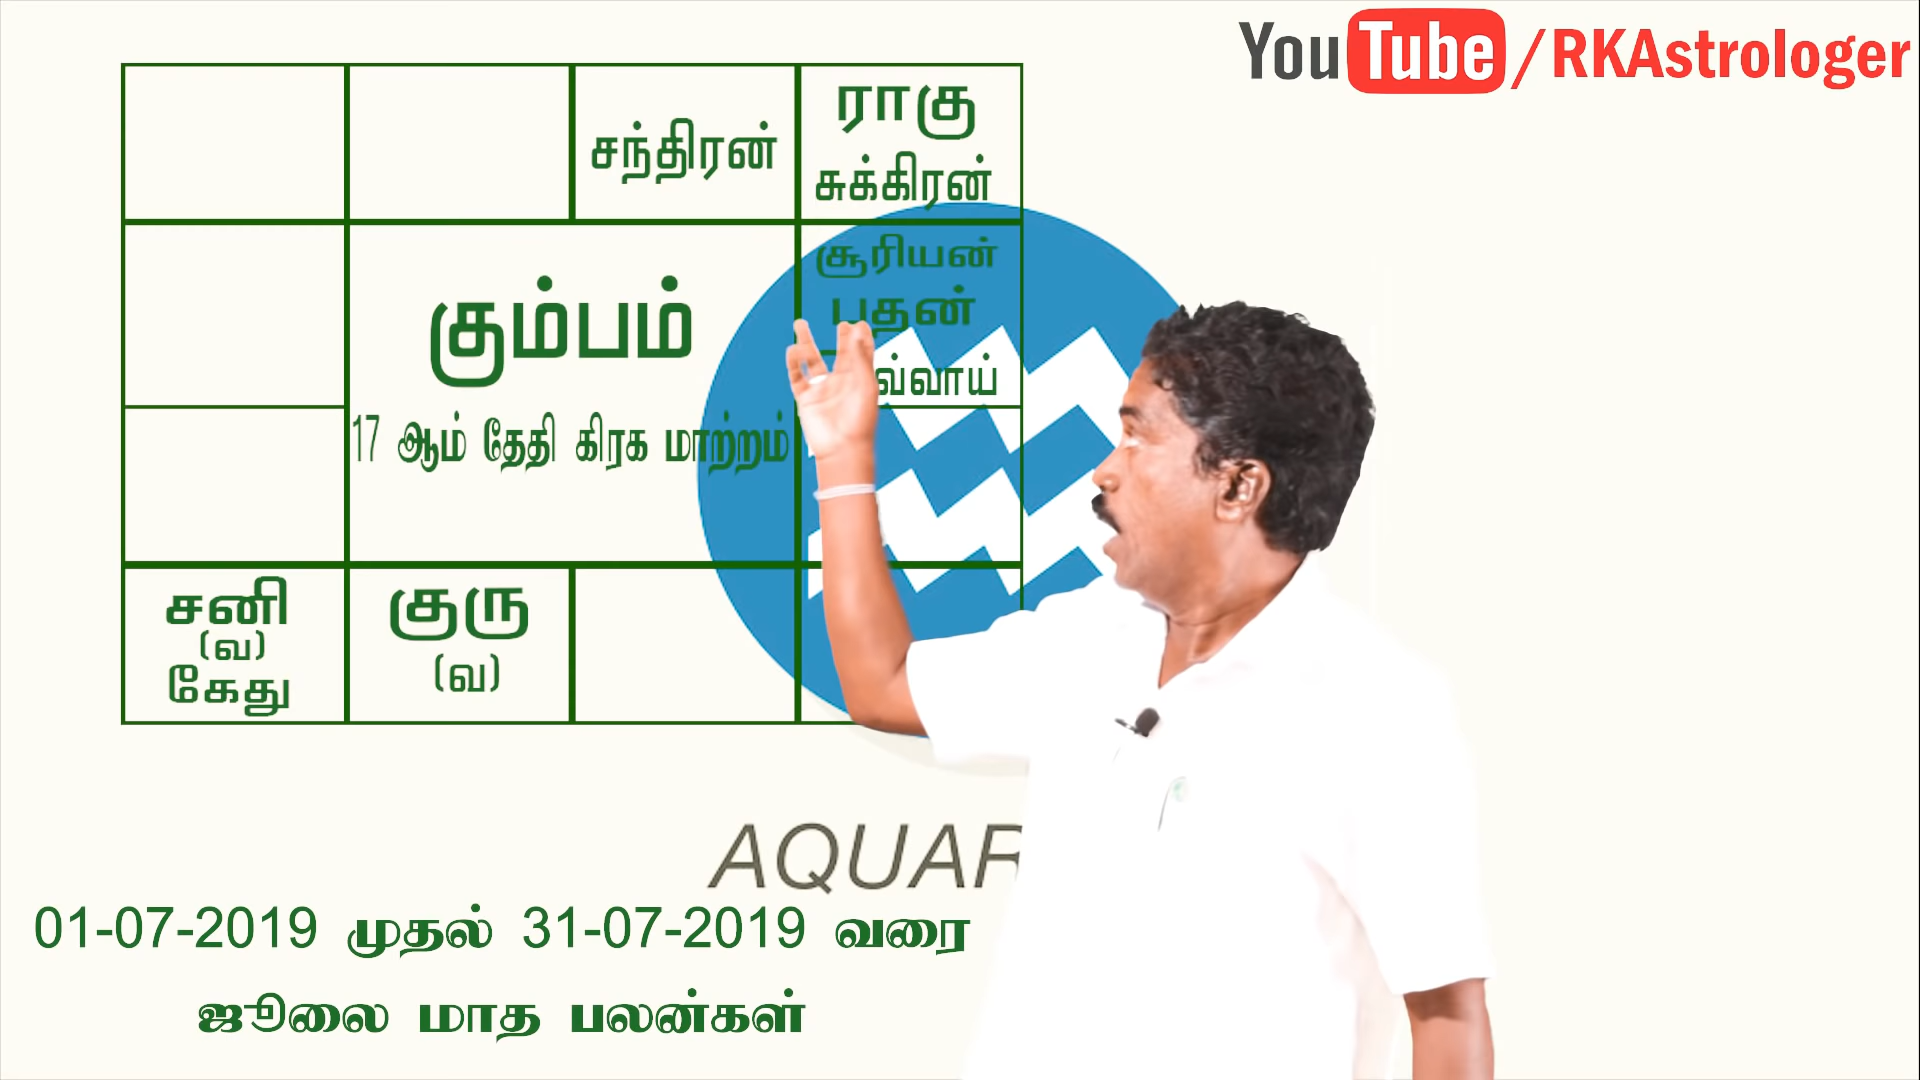 YouTube/RKAstrologer
ராகு
சந்திரன்
சுக்கிரன்
சூரியன்
புதன்
கும்பம்
17 ஆம் தேதி கிரக மாற்றம்
சனி
(வ)
கேது
குரு
(வ)
01-07-2019 முதல் 31-07-2019 வரை
ஜூலை மாத பலன்கள்